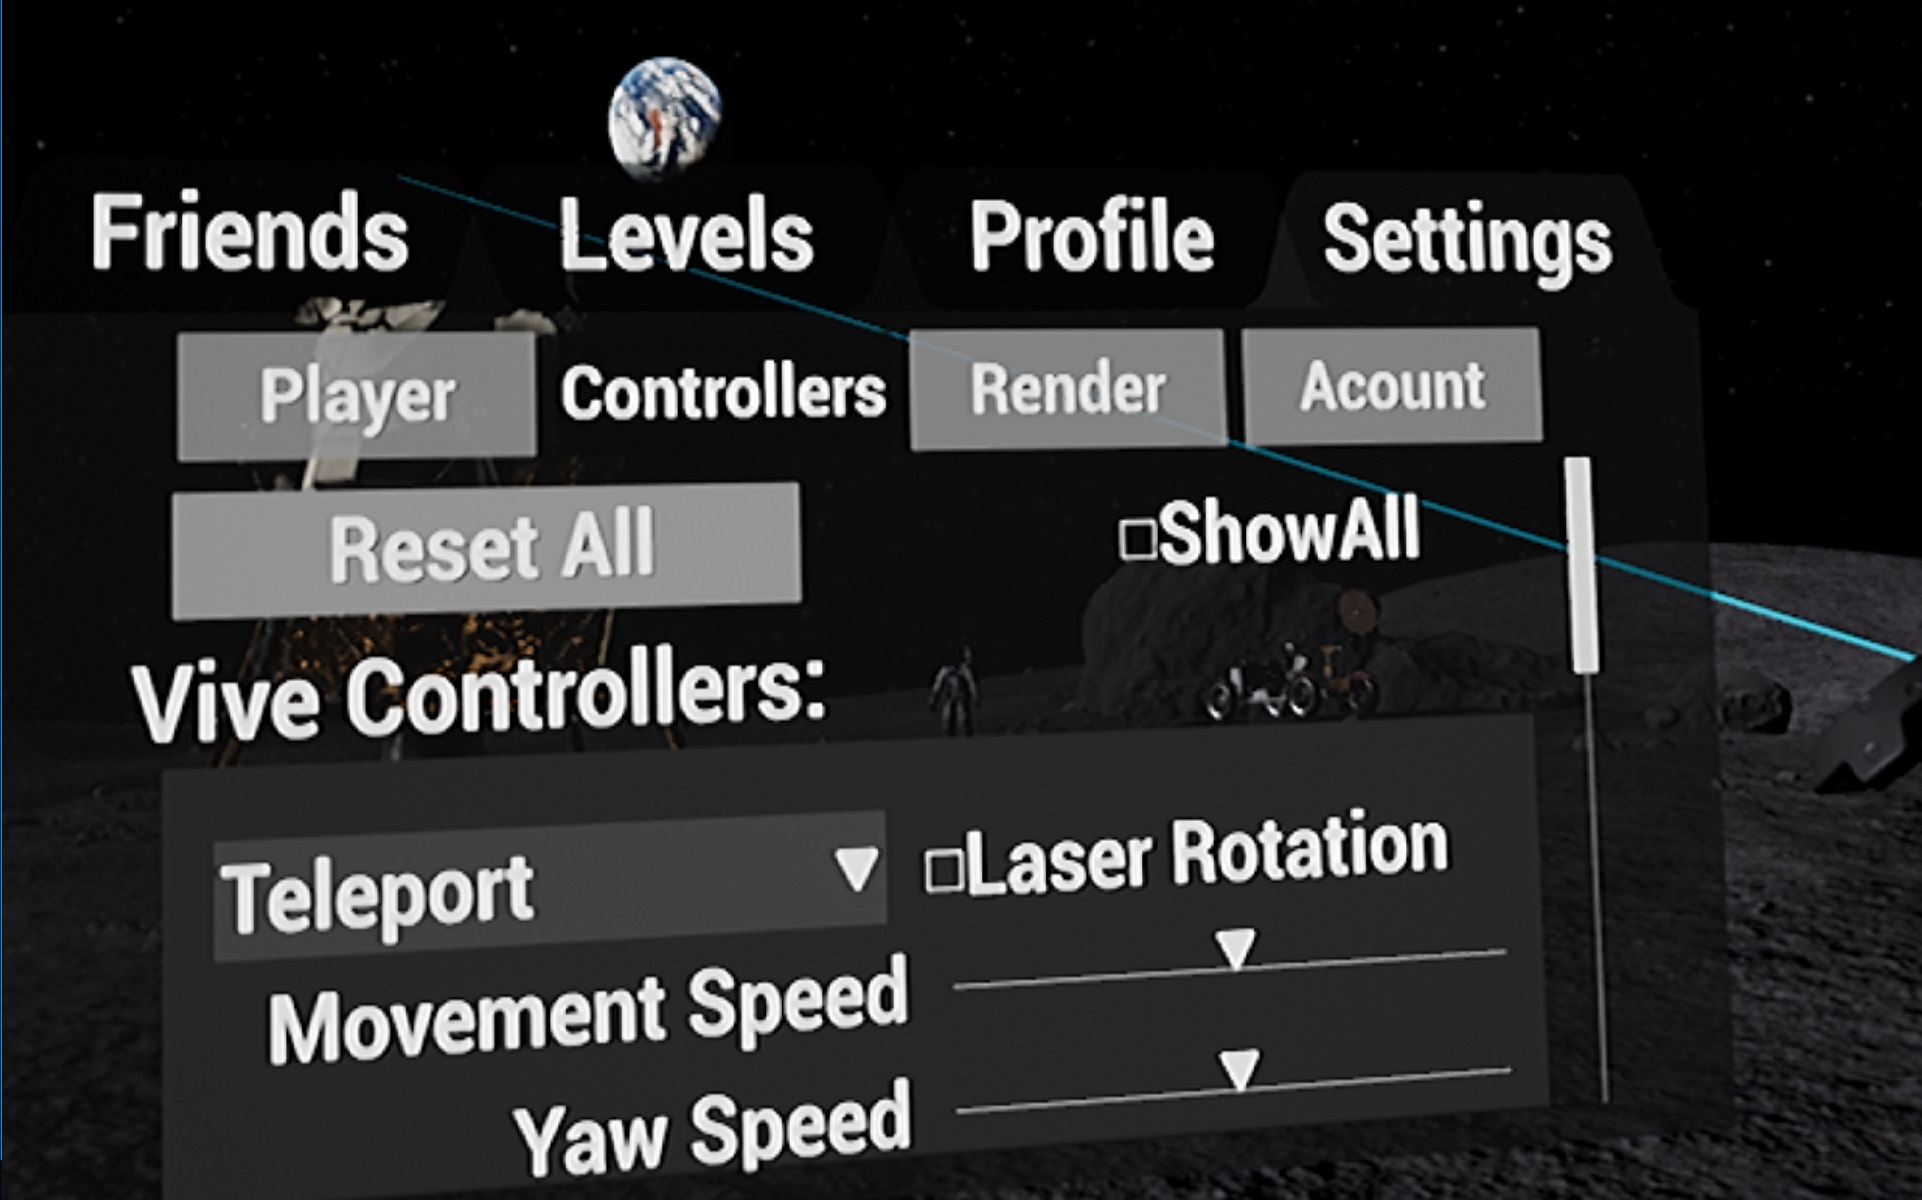 Friends Levels Profile Settings
Player Controllers Render Acount
Reset All ShowAll
Vive Controllers:
Teleport Laser Rotation
Movement Speed
Yaw Speed